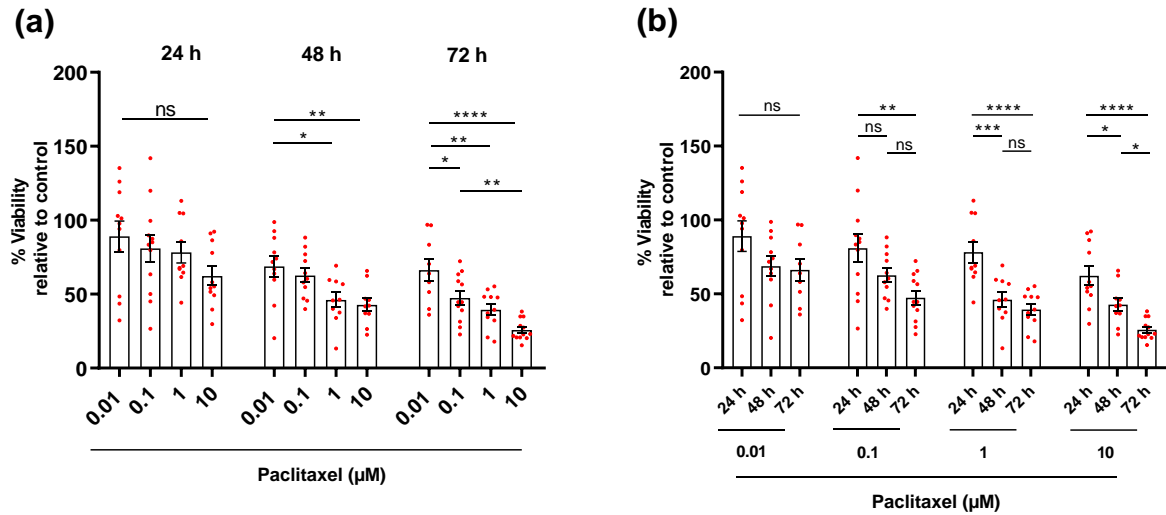 (a)
24 h 48 h 72 h
% Viability
relative to control
200
150
100
50
0
ns
**
*
****
**
*
**
0.01 0.1 1 10 0.01 0.1 1 10 0.01 0.1 1 10
Paclitaxel (µM)
(b)
% Viability
relative to control
200
150
100
50
0
ns
**
ns
ns
****
***
ns
****
*
*
24 h 48 h 72 h 24 h 48 h 72 h 24 h 48 h 72 h 24 h 48 h 72 h
0.01 0.1 1 10
Paclitaxel (µM)